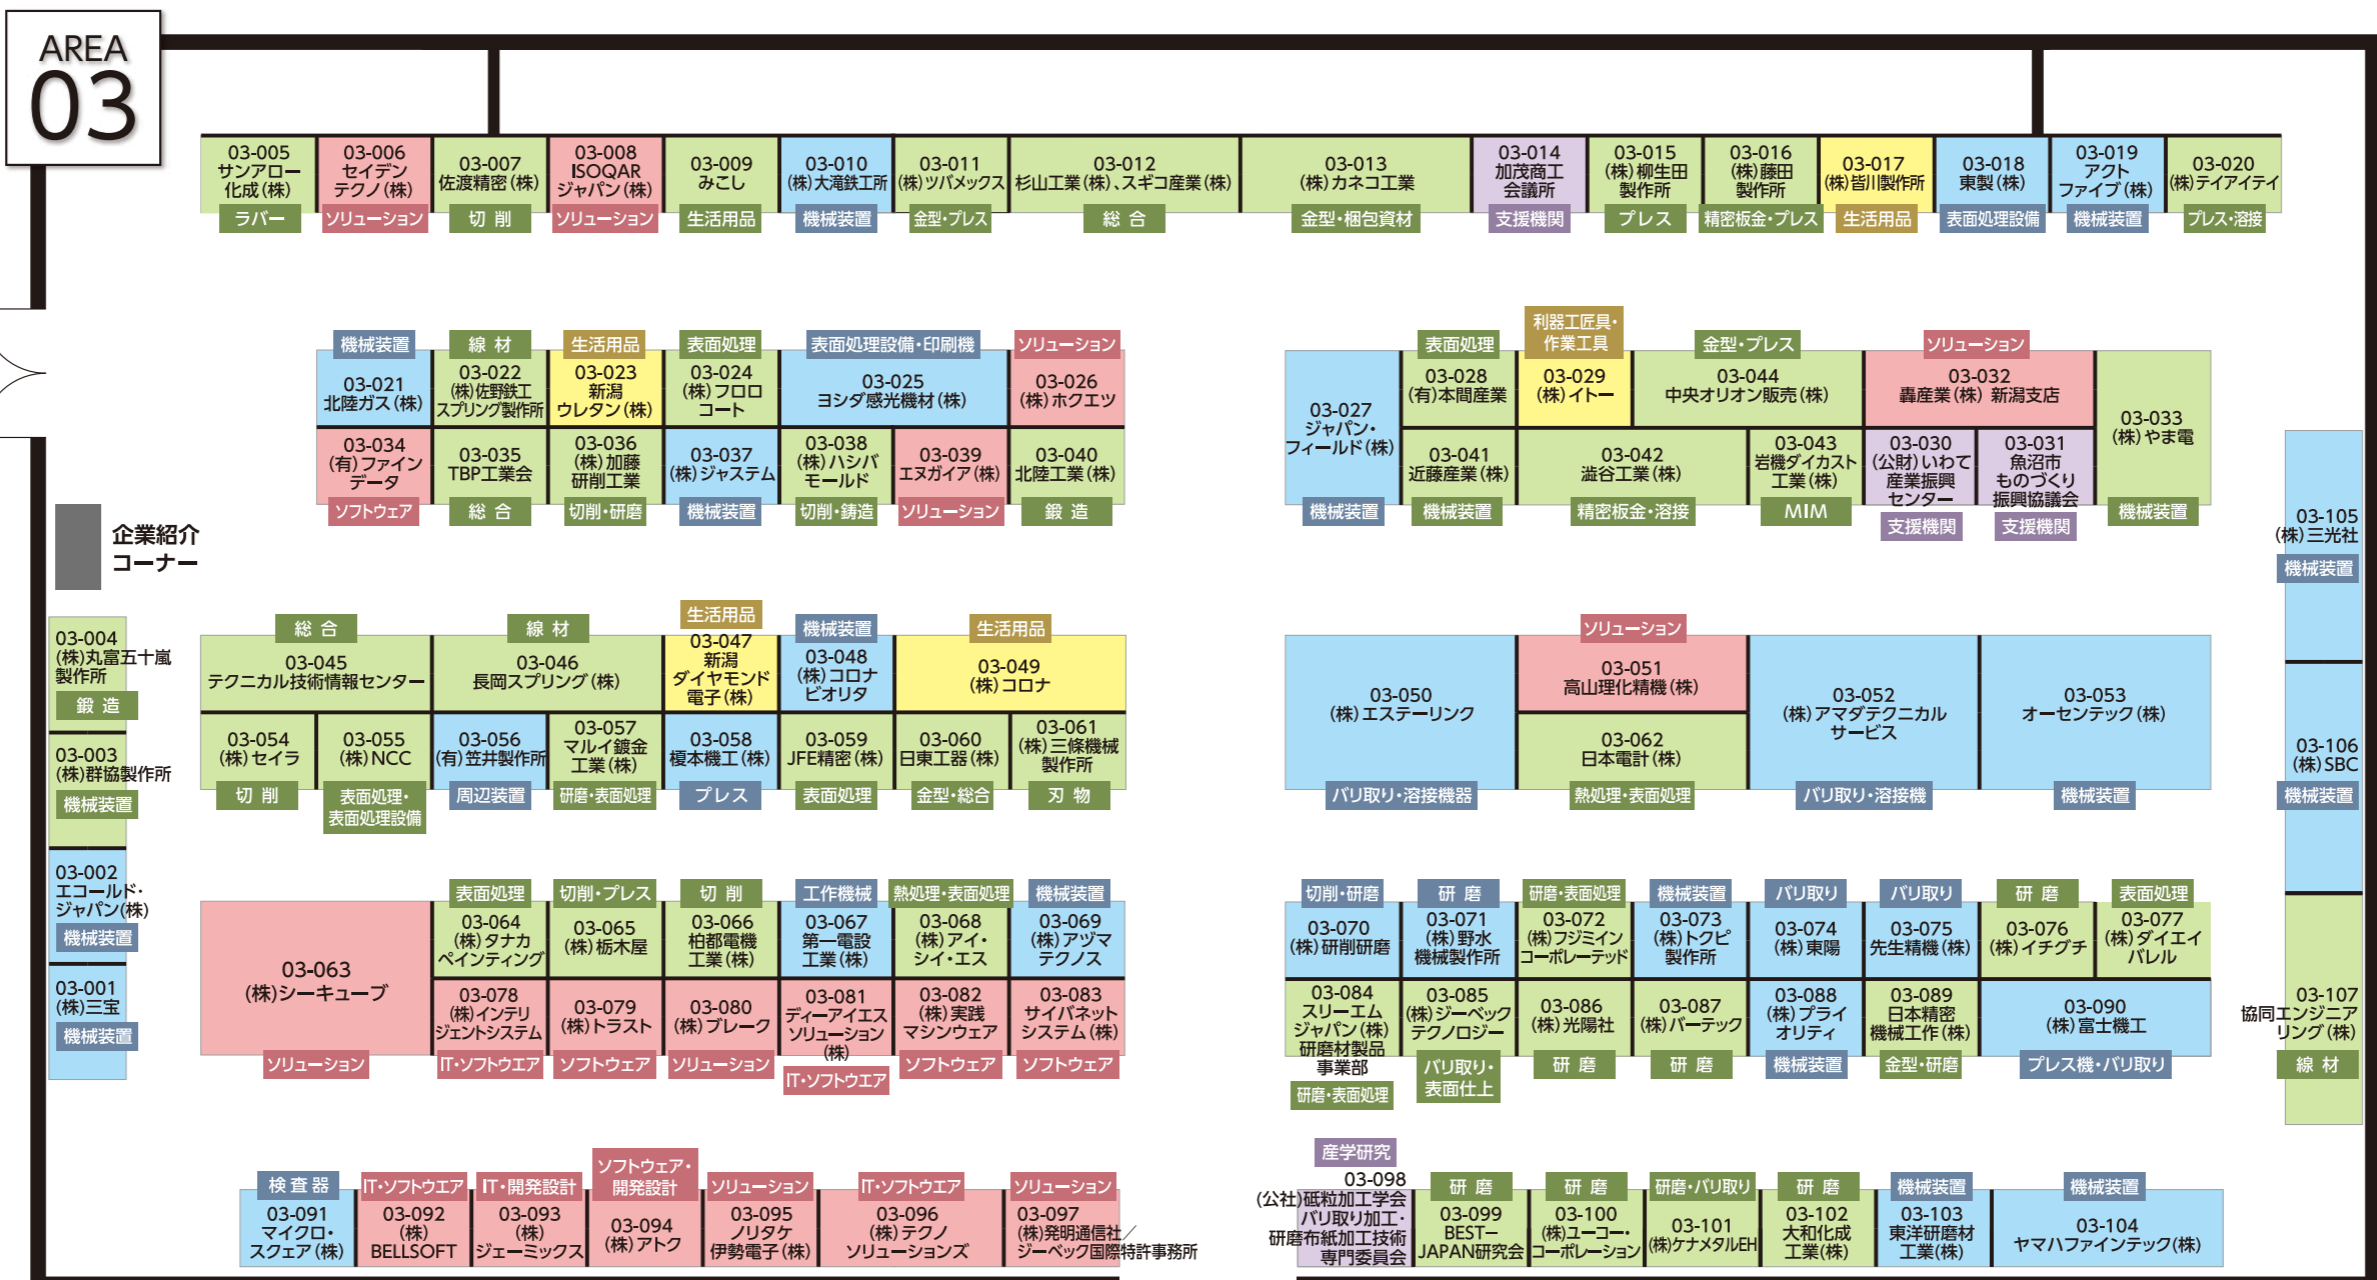 AREA
03
03-005
サンアロー
化成(株)
ラバー
03-006
セイデン
テクノ(株)
ソリューション
03-007
佐渡精密(株)
切 削
03-008
ISOQAR
ジャパン(株)
ソリューション
03-009
みこし
生活用品
03-010
(株)大滝鉄工所
機械装置
03-011
(株)ツバメックス
金型・プレス
03-012
杉山工業(株)、スギコ産業(株)
総 合
03-013
(株)カネコ工業
金型・梱包資材
03-014
加茂商工
会議所
支援機関
03-015
(株)柳生田
製作所
プレス
03-016
(株)藤田
製作所
精密板金・プレス
03-017
(株)皆川製作所
生活用品
03-018
東製(株)
表面処理設備
03-019
アクト
ファイブ(株)
機械装置
03-020
(株)テイアイテイ
プレス・溶接
機械装置
03-021
北陸ガス(株)
線 材
03-022
(株)佐野鉄工
スプリング製作所
生活用品
03-023
新潟
ウレタン(株)
表面処理
03-024
(株)フロロ
コート
表面処理設備・印刷機
03-025
ヨシダ感光機材(株)
ソリューション
03-026
(株)ホクエツ
03-034
(有)ファイン
データ
ソフトウェア
03-035
TBP工業会
総 合
03-036
(株)加藤
研削工業
切削・研磨
03-037
(株)ジャステム
機械装置
03-038
(株)ハシバ
モールド
切削・鋳造
03-039
エヌガイア(株)
ソリューション
03-040
北陸工業(株)
鍛 造
03-027
ジャパン・
フィールド(株)
機械装置
表面処理
03-028
(有)本間産業
利器工匠具・
作業工具
03-029
(株)イトー
金型・プレス
03-044
中央オリオン販売(株)
ソリューション
03-032
轟産業(株) 新潟支店
03-033
(株)やま電
機械装置
03-041
近藤産業(株)
機械装置
03-042
澁谷工業(株)
精密板金・溶接
03-043
岩機ダイカスト
工業(株)
MIM
03-030
(公財)いわて
産業振興
センター
支援機関
03-031
魚沼市
ものづくり
振興協議会
支援機関
企業紹介
コーナー
03-105
(株)三光社
機械装置
03-106
(株)SBC
機械装置
03-107
協同エンジニア
リング(株)
線 材
03-004
(株)丸富五十嵐
製作所
鍛 造
03-003
(株)群協製作所
機械装置
03-002
エコールド・
ジャパン(株)
機械装置
03-001
(株)三宝
機械装置
総 合
03-045
テクニカル技術情報センター
線 材
03-046
長岡スプリング(株)
生活用品
03-047
新潟
ダイヤモンド
電子(株)
機械装置
03-048
(株)コロナ
ビオリタ
生活用品
03-049
(株)コロナ
03-054
(株)セイラ
切 削
03-055
(株)NCC
表面処理・
表面処理設備
03-056
(有)笠井製作所
周辺装置
03-057
マルイ鍍金
工業(株)
研磨・表面処理
03-058
榎本機工(株)
プレス
03-059
JFE精密(株)
表面処理
03-060
日東工器(株)
金型・総合
03-061
(株)三條機械
製作所
刃 物
03-050
(株)エステーリンク
バリ取り・溶接機器
ソリューション
03-051
高山理化精機(株)
03-062
日本電計(株)
熱処理・表面処理
03-052
(株)アマダテクニカル
サービス
バリ取り・溶接機
03-053
オーセンテック(株)
機械装置
03-063
(株)シーキューブ
ソリューション
表面処理
03-064
(株)タナカ
ペインティング
切削・プレス
03-065
(株)栃木屋
切 削
03-066
柏都電機
工業(株)
工作機械
03-067
第一電設
工業(株)
熱処理・表面処理
03-068
(株)アイ・
シイ・エス
機械装置
03-069
(株)アヅマ
テクノス
03-078
(株)インテリ
ジェントシステム
IT・ソフトウエア
03-079
(株)トラスト
ソフトウェア
03-080
(株)ブレーク
ソリューション
03-081
ディーアイエス
ソリューション
(株)
IT・ソフトウエア
03-082
(株)実践
マシンウェア
ソフトウェア
03-083
サイバネット
システム(株)
ソフトウェア
切削・研磨
03-070
(株)研削研磨
研 磨
03-071
(株)野水
機械製作所
研磨・表面処理
03-072
(株)フジミイン
コーポレーテッド
機械装置
03-073
(株)トクピ
製作所
バリ取り
03-074
(株)東陽
バリ取り
03-075
先生精機(株)
研 磨
03-076
(株)イチグチ
表面処理
03-077
(株)ダイエイ
バレル
03-084
スリーエム
ジャパン(株)
研磨材製品
事業部
研磨・表面処理
03-085
(株)ジーベック
テクノロジー
バリ取り・
表面仕上
03-086
(株)光陽社
研 磨
03-087
(株)バーテック
研 磨
03-088
(株)プライ
オリティ
機械装置
03-089
日本精密
機械工作(株)
金型・研磨
03-090
(株)富士機工
プレス機・バリ取り
検査器
03-091
マイクロ・
スクェア(株)
IT・ソフトウエア
03-092
(株)
BELLSOFT
IT・開発設計
03-093
(株)
ジェーミックス
ソフトウェア・
開発設計
03-094
(株)アトク
ソリューション
03-095
ノリタケ
伊勢電子(株)
IT・ソフトウエア
03-096
(株)テクノ
ソリューションズ
ソリューション
03-097
(株)発明通信社/
ジーベック国際特許事務所
産学研究
03-098
(公社)砥粒加工学会
バリ取り加工・
研磨布紙加工技術
専門委員会
研 磨
03-099
BESTー
JAPAN研究会
研 磨
03-100
(株)ユーコー・
コーポレーション
研磨・バリ取り
03-101
(株)ケナメタルEH
研 磨
03-102
大和化成
工業(株)
機械装置
03-103
東洋研磨材
工業(株)
機械装置
03-104
ヤマハファインテック(株)